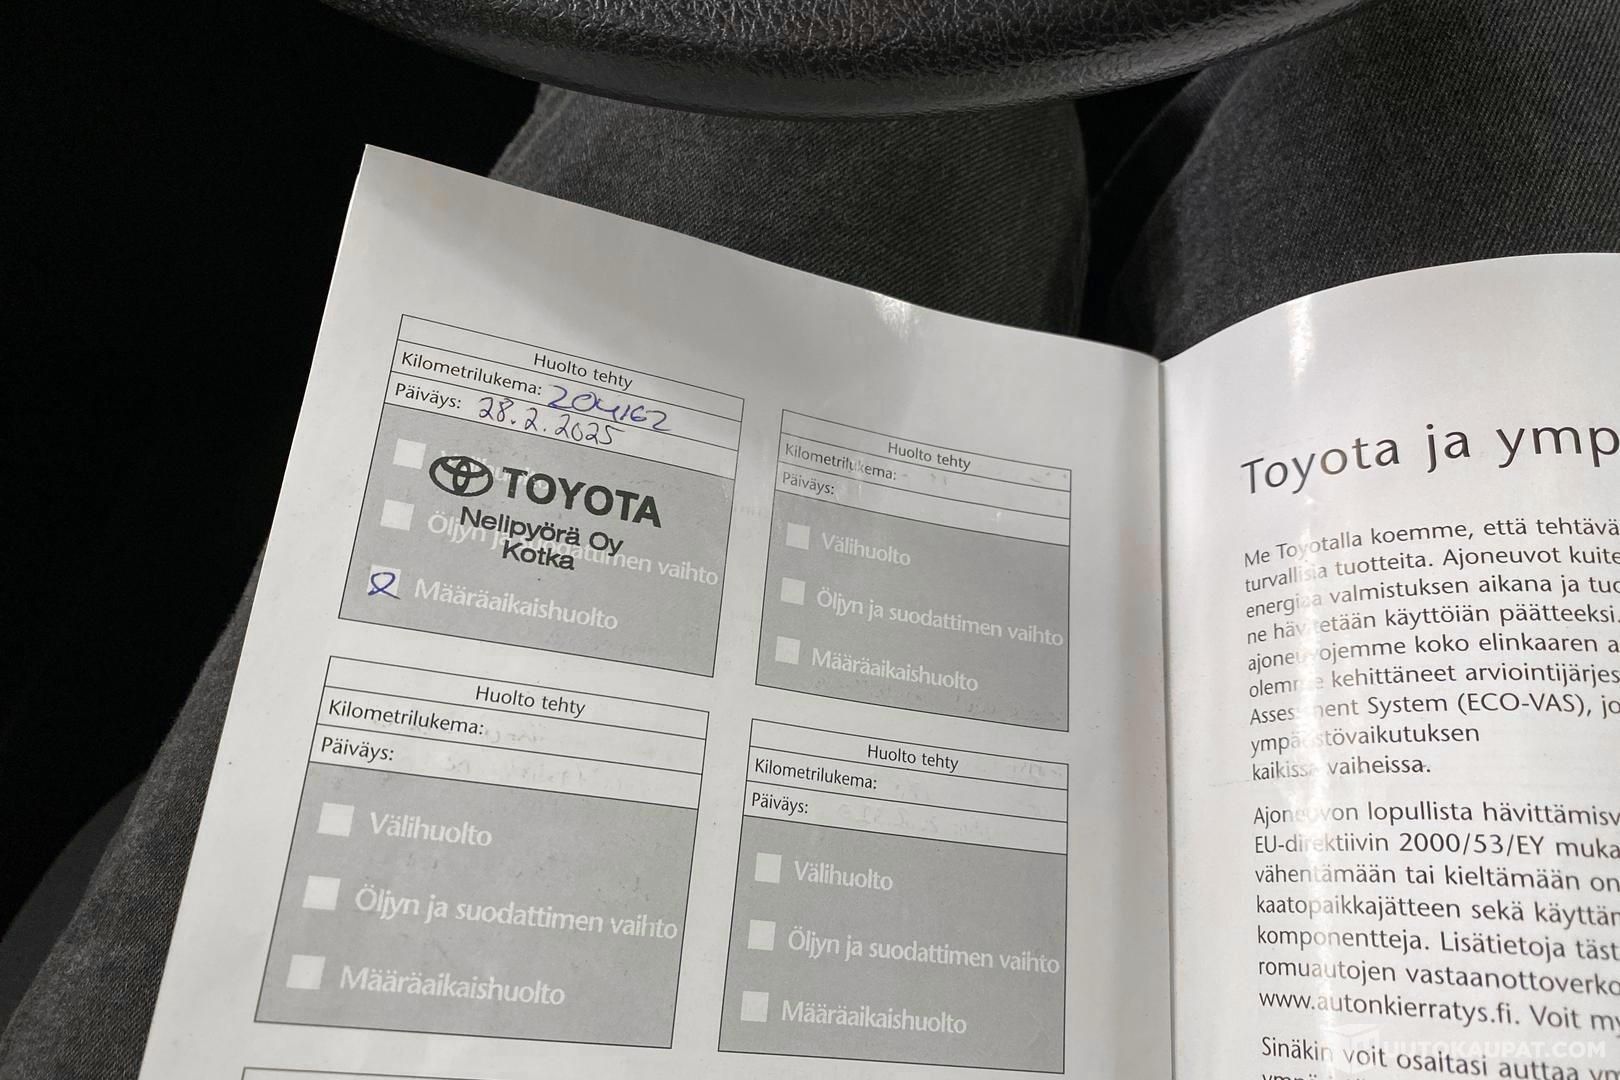 Huolto tehty
Kilometrilukema: 204162
Päiväys: 28.2.2025
TOYOTA
Nelipyörä Oy
Kotka
Öljyn ja suodattimen vaihto
Määräaikaishuolto
Huolto tehty
Kilometrilukema:
Päiväys:
Välihuolto
Öljyn ja suodattimen vaihto
Määräaikaishuolto
Huolto tehty
Kilometrilukema:
Päiväys:
Välihuolto
Öljyn ja suodattimen vaihto
Määräaikaishuolto
Huolto tehty
Kilometrilukema:
Päiväys:
Välihuolto
Öljyn ja suodattimen vaihto
Määräaikaishuolto
Toyota ja ymp
Me Toyotalla koemme, että tehtävä
turvallisia tuotteita. Ajoneuvot kuite
energiaa valmistuksen aikana ja tuo
ne hävitetään käyttöiän päätteeksi.
ajoneuvojemme koko elinkaaren a
olemme kehittäneet arviointijärjes
Assessment System (ECO-VAS), jo
ympäristövaikutuksen
kaikissa vaiheissa.
Ajoneuvon lopullista hävittämisv
EU-direktiivin 2000/53/EY muka
vähentämään tai kieltämään on
kaatopaikkajätteen sekä käyttär
komponentteja. Lisätietoja täst
romuautojen vastaanottoverko
www.autonkierratys.fi. Voit my
Sinäkin voit osaltasi auttaa ym
UUTOKAUPAT.COM